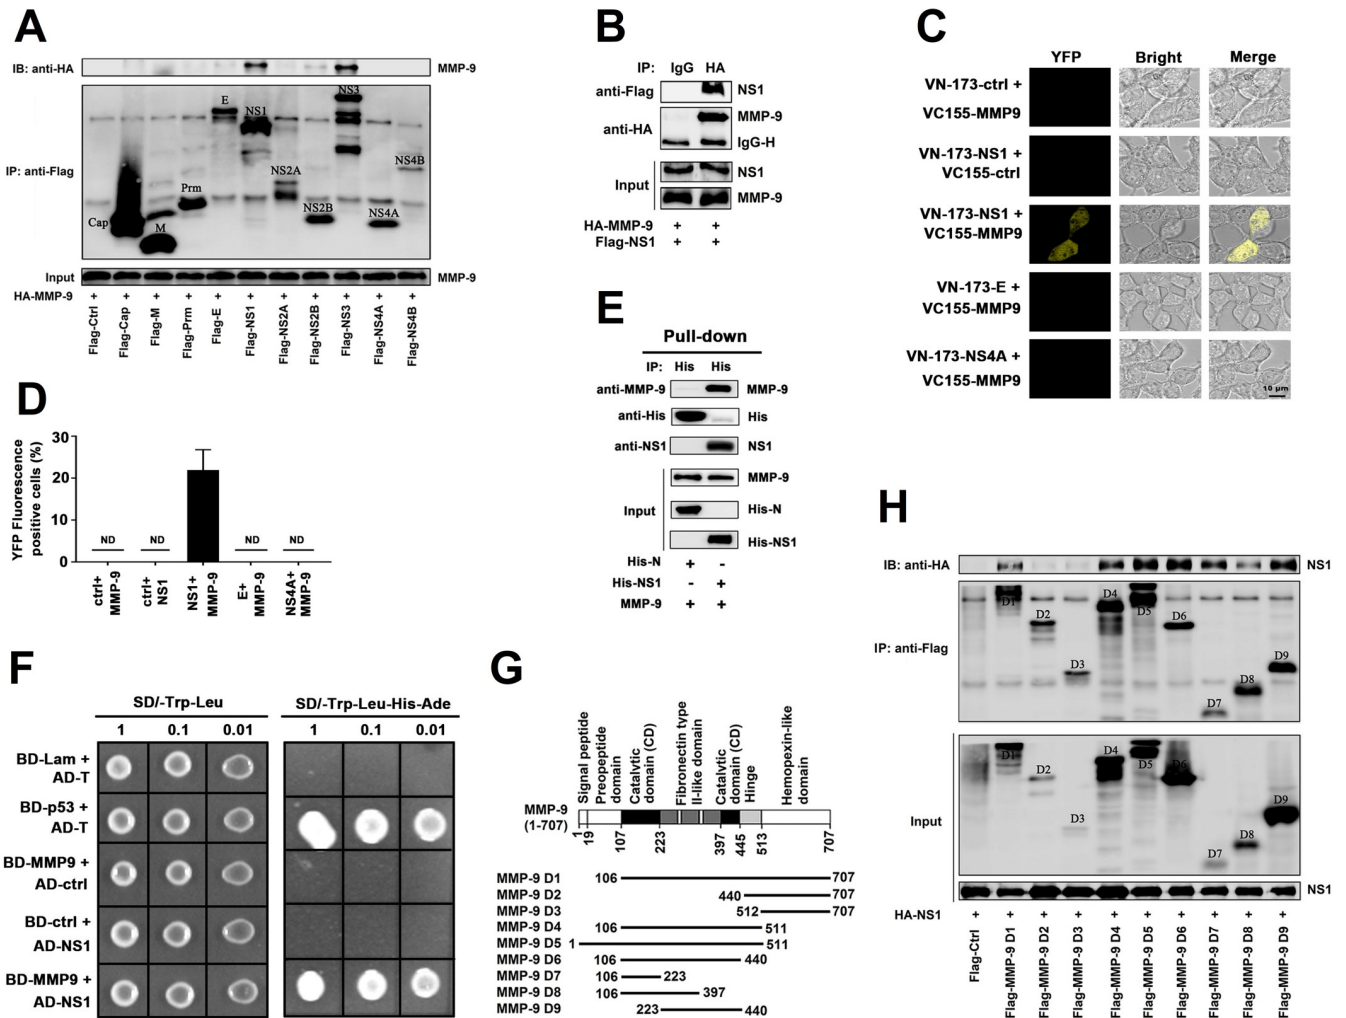 A
IB: anti-HA
MMP-9
E
NS1
NS3
IP: anti-Flag
NS2A
NS4B
Prm
Cap
M
NS2B
NS4A
Input
MMP-9
HA-MMP-9 + + + + + + + + + + +
Flag-Ctrl
Flag-Cap
Flag-M
Flag-Prm
Flag-E
Flag-NS1
Flag-NS2A
Flag-NS2B
Flag-NS3
Flag-NS4A
Flag-NS4B
B
IP: IgG HA
anti-Flag NS1
anti-HA
MMP-9
IgG-H
Input
NS1
MMP-9
HA-MMP-9 + +
Flag-NS1 + +
C
YFP Bright Merge
VN-173-ctrl +
VC155-MMP9
VN-173-NS1 +
VC155-ctrl
VN-173-NS1 +
VC155-MMP9
VN-173-E +
VC155-MMP9
VN-173-NS4A +
VC155-MMP9
10 μm
D
YFP Fluorescence
positive cells (%)
30
20
10
0
ND ND ND ND
ctrl+
MMP-9
ctrl+
NS1
NS1+
MMP-9
E+
MMP-9
NS4A+
MMP-9
E
Pull-down
IP: His His
anti-MMP-9 MMP-9
anti-His His
anti-NS1 NS1
Input
MMP-9
His-N
His-NS1
His-N + -
His-NS1 - +
MMP-9 + +
F
SD/-Trp-Leu
SD/-Trp-Leu-His-Ade
1 0.1 0.01
1 0.1 0.01
BD-Lam +
AD-T
BD-p53 +
AD-T
BD-MMP9 +
AD-ctrl
BD-ctrl +
AD-NS1
BD-MMP9 +
AD-NS1
G
Signal peptide
Preopeptide
domain
Catalytic
domain (CD)
Fibronectin type
II-like domain
Catalytic
domain (CD)
Hinge
Hemopexin-like
domain
MMP-9
(1-707)
1
19
107
223
397
445
513
707
MMP-9 D1 106 707
MMP-9 D2 440 707
MMP-9 D3 512 707
MMP-9 D4 106 511
MMP-9 D5 1 511
MMP-9 D6 106 440
MMP-9 D7 106 223
MMP-9 D8 106 397
MMP-9 D9 223 440
H
IB: anti-HA
NS1
IP: anti-Flag
D1
D2
D3
D4
D5
D6
D7
D8
D9
Input
D1
D2
D3
D4
D5
D6
D7
D8
D9
NS1
HA-NS1 + + + + + + + + + +
Flag-Ctrl
Flag-MMP-9 D1
Flag-MMP-9 D2
Flag-MMP-9 D3
Flag-MMP-9 D4
Flag-MMP-9 D5
Flag-MMP-9 D6
Flag-MMP-9 D7
Flag-MMP-9 D8
Flag-MMP-9 D9